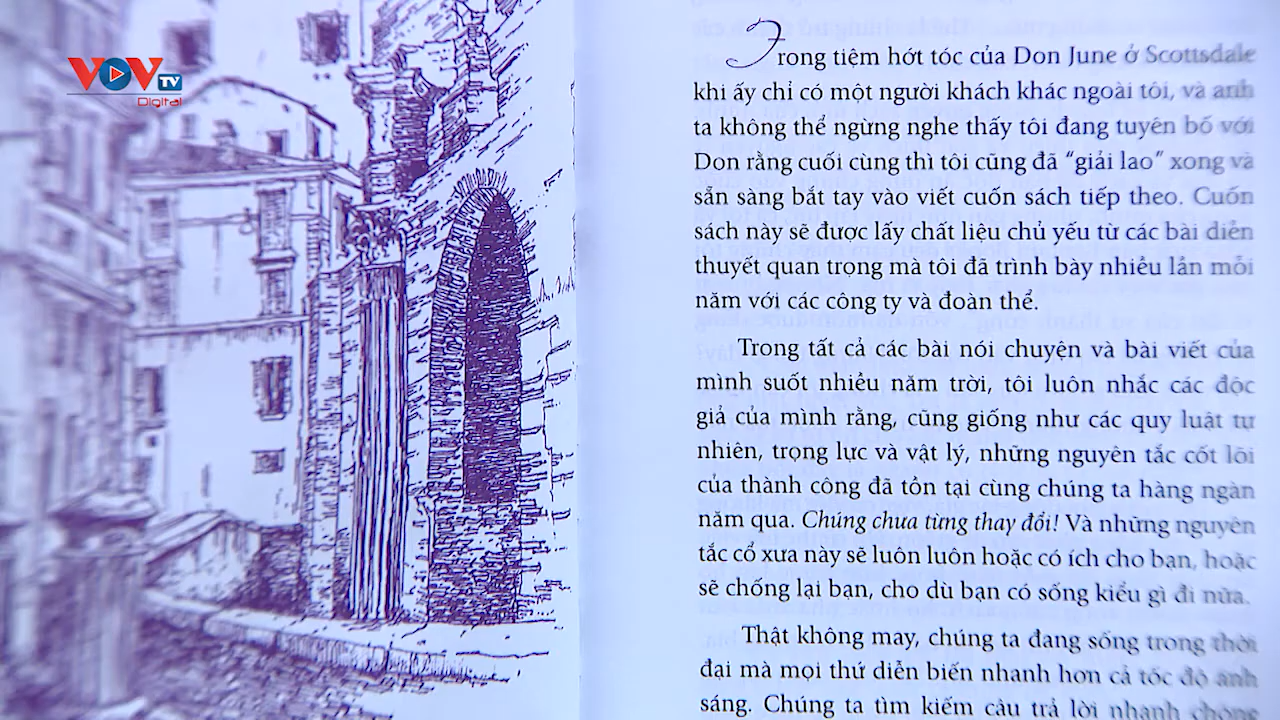 VOV TV
Digital
Trong tiệm hớt tóc của Don June ở Scottsdale
khi ấy chỉ có một người khách khác ngoài tôi, và anh
ta không thể ngừng nghe thấy tôi đang tuyên bố với
Don rằng cuối cùng thì tôi cũng đã “giải lao” xong và
sẵn sàng bắt tay vào viết cuốn sách tiếp theo. Cuốn
sách này sẽ được lấy chất liệu chủ yếu từ các bài diễn
thuyết quan trọng mà tôi đã trình bày nhiều lần mỗi
năm với các công ty và đoàn thể.
Trong tất cả các bài nói chuyện và bài viết của
mình suốt nhiều năm trời, tôi luôn nhắc các độc
giả của mình rằng, cũng giống như các quy luật tự
nhiên, trọng lực và vật lý, những nguyên tắc cốt lõi
của thành công đã tồn tại cùng chúng ta hàng ngàn
năm qua. Chúng chưa từng thay đổi! Và những nguyên
tắc cổ xưa này sẽ luôn luôn hoặc có ích cho bạn, hoặc
sẽ chống lại bạn, cho dù bạn có sống kiểu gì đi nữa.
Thật không may, chúng ta đang sống trong thời
đại mà mọi thứ diễn biến nhanh hơn cả tốc độ ánh
sáng. Chúng ta tìm kiếm câu trả lời nhanh chóng